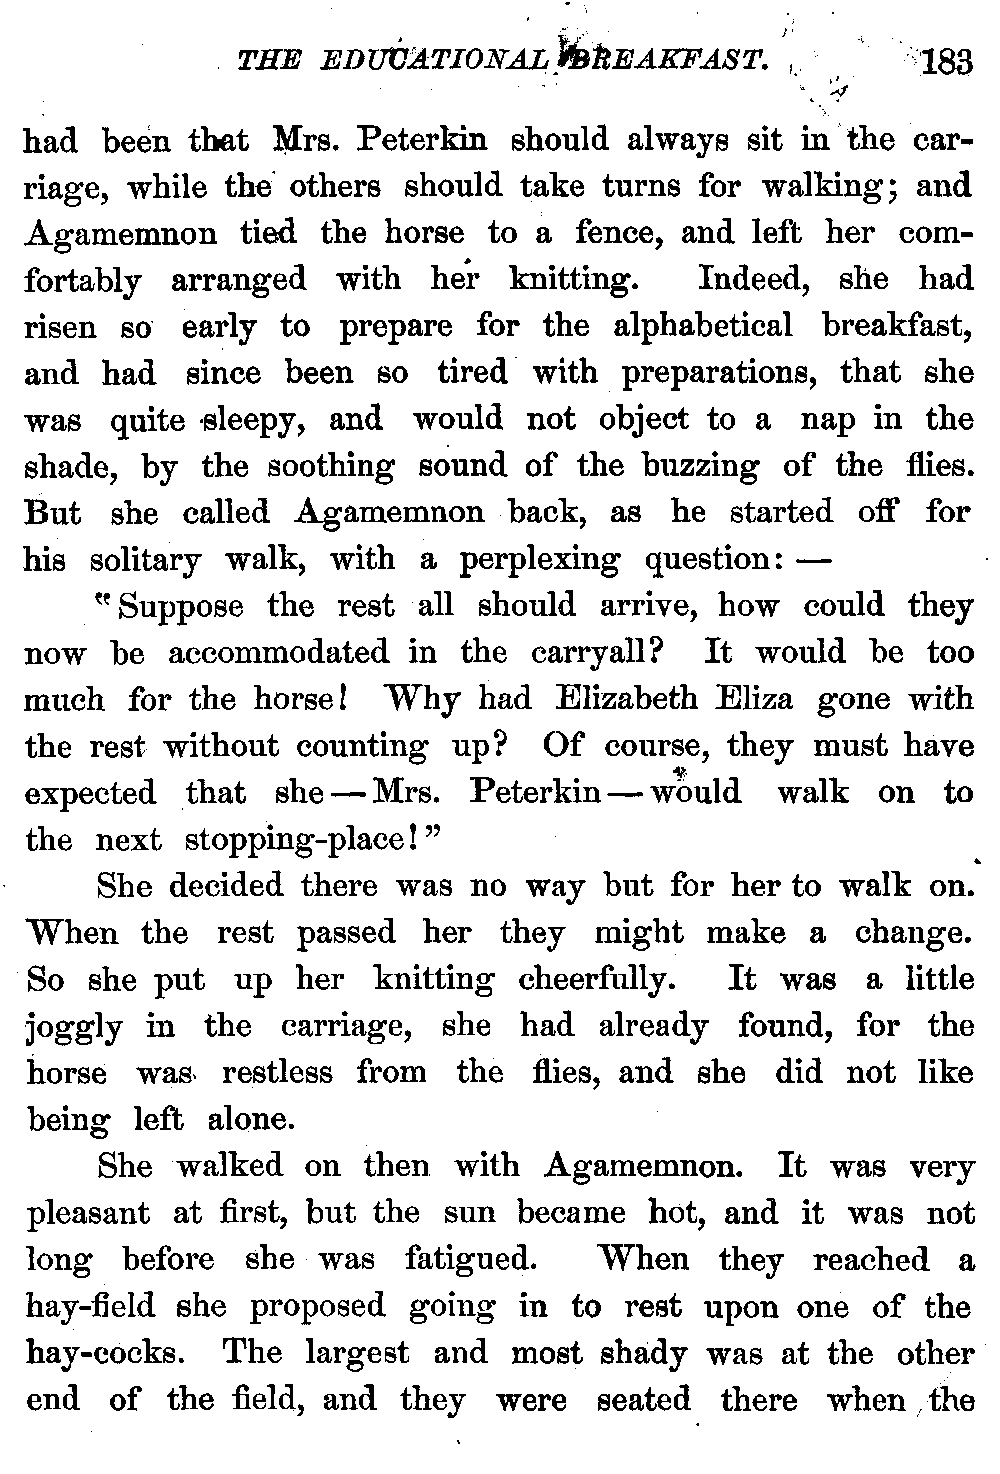 THE EDUCATIONAL BREAKFAST. 183
had been that Mrs. Peterkin should always sit in the car-
riage, while the others should take turns for walking; and
Agamemnon tied the horse to a fence, and left her com-
fortably arranged with her knitting. Indeed, she had
risen so early to prepare for the alphabetical breakfast,
and had since been so tired with preparations, that she
was quite sleepy, and would not object to a nap in the
shade, by the soothing sound of the buzzing of the flies.
But she called Agamemnon back, as he started off for
his solitary walk, with a perplexing question: —
"Suppose the rest all should arrive, how could they
now be accommodated in the carryall? It would be too
much for the horse! Why had Elizabeth Eliza gone with
the rest without counting up? Of course, they must have
expected that she — Mrs. Peterkin — would walk on to
the next stopping-place!"
She decided there was no way but for her to walk on.
When the rest passed her they might make a change.
So she put up her knitting cheerfully. It was a little
joggly in the carriage, she had already found, for the
horse was restless from the flies, and she did not like
being left alone.
She walked on then with Agamemnon. It was very
pleasant at first, but the sun became hot, and it was not
long before she was fatigued. When they reached a
hay-field she proposed going in to rest upon one of the
hay-cocks. The largest and most shady was at the other
end of the field, and they were seated there when the